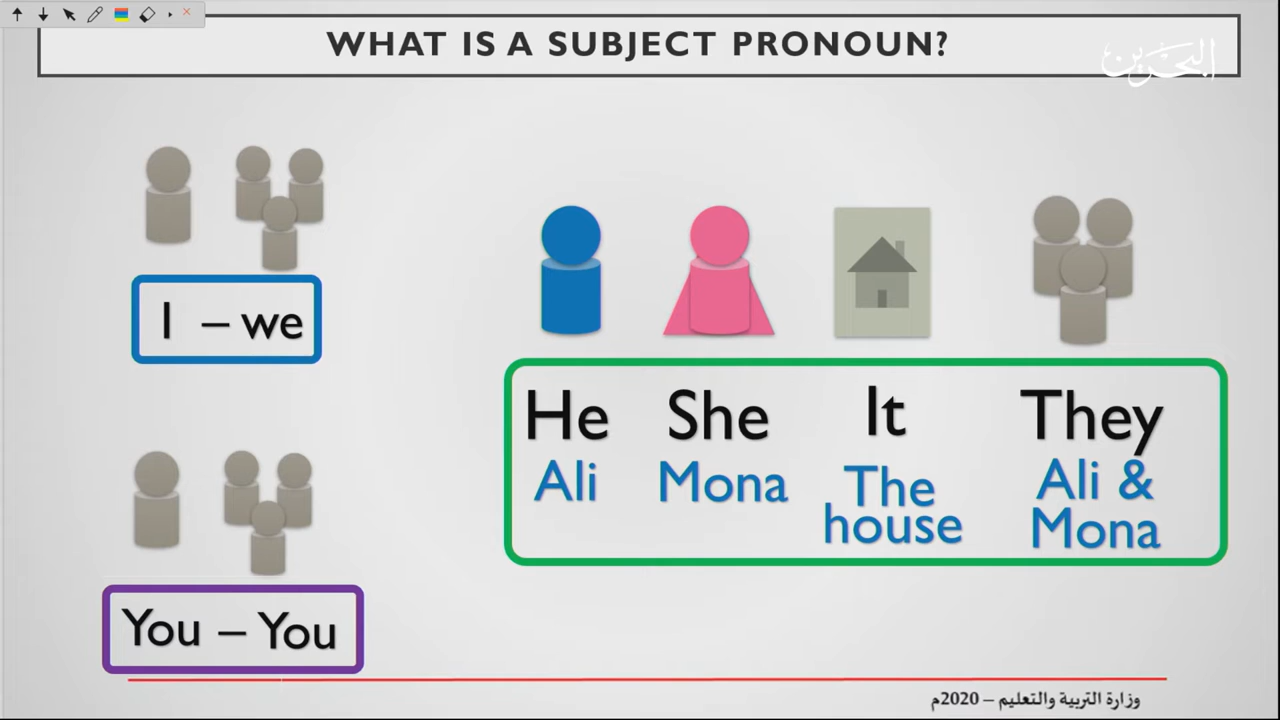 WHAT IS A SUBJECT PRONOUN?
البحرين
I – we
You – You
He She It They
Ali Mona The house Ali & Mona
وزارة التربية والتعليم – 2020م